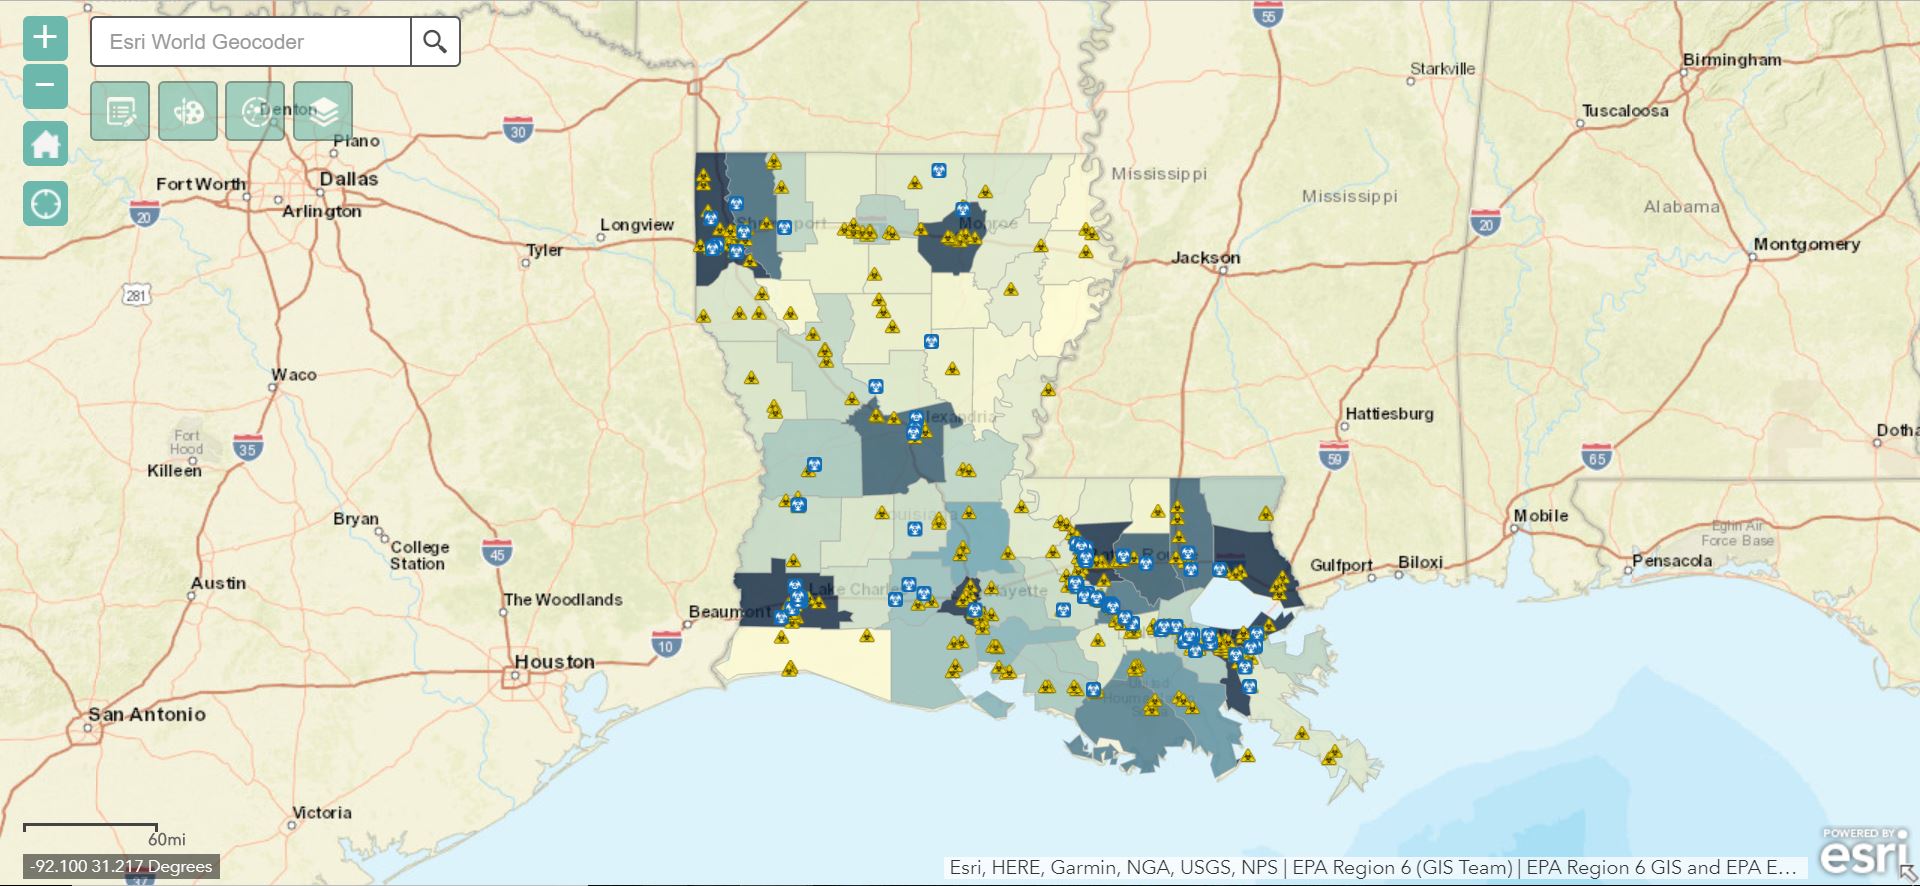 +
Esri World Geocoder
−
55
Birmingham
Starkville
Denton
Tuscaloosa
30
Plano
Mississippi
Dallas
Fort Worth
Mississippi
Alabama
20
Arlington
Longview
Shreveport
Monroe
20
Montgomery
Tyler
Jackson
281
Waco
Alexandria
Hattiesburg
Dotha
Fort
Hood
35
59
65
Killeen
Bryan
Louisiana
Mobile
Eglin Air
Force Base
College
Station
45
Baton Rouge
Gulfport
Biloxi
Pensacola
Austin
Lake Charles
Lafayette
The Woodlands
Beaumont
10
Houston
United
Houma
San Antonio
Victoria
60mi
-92.100 31.217 Degrees
37
Esri, HERE, Garmin, NGA, USGS, NPS | EPA Region 6 (GIS Team) | EPA Region 6 GIS and EPA E...
POWERED BY
esri